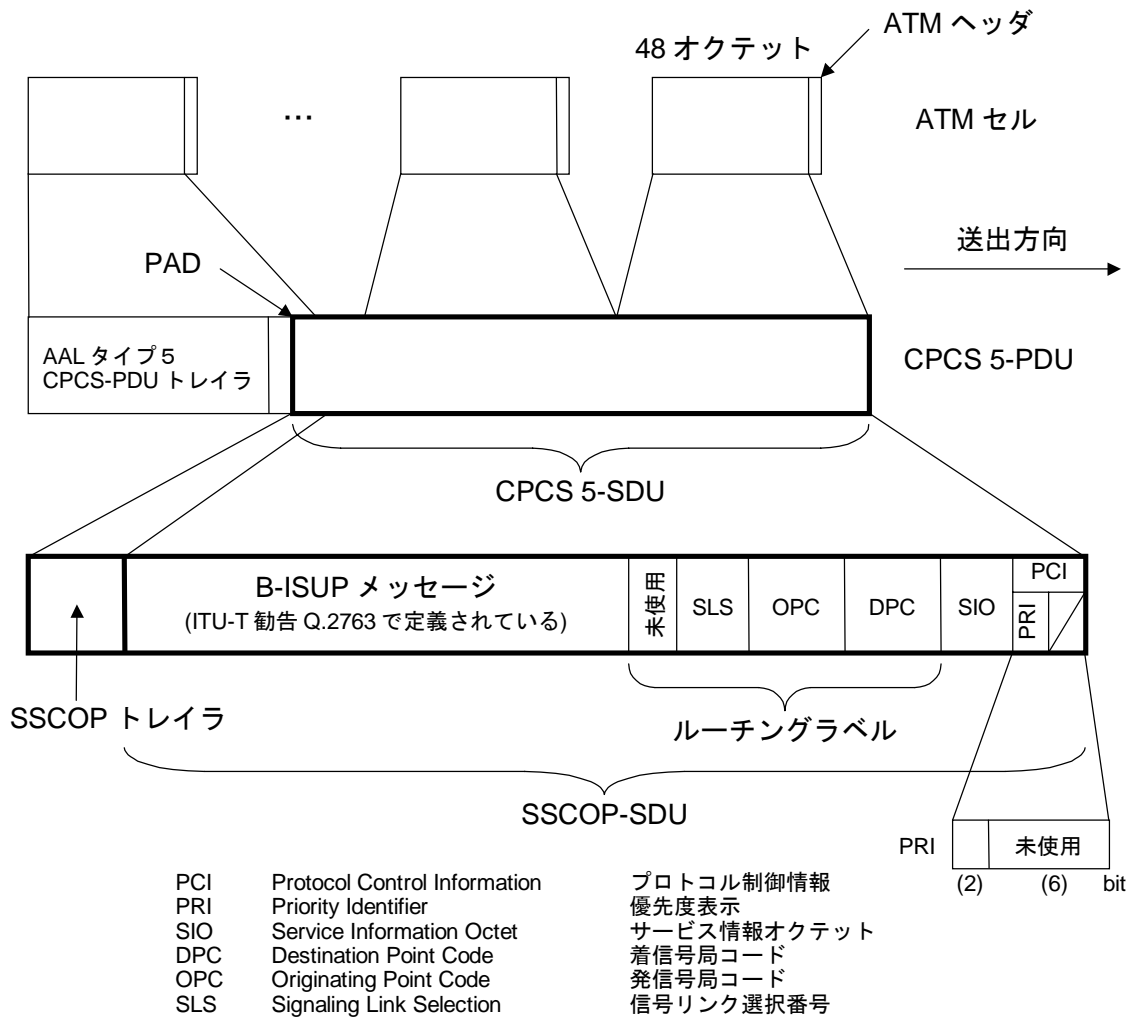 ATM ヘッダ
48 オクテット
…
ATM セル
送出方向
PAD
AAL タイプ５
CPCS-PDU トレイラ
CPCS 5-PDU
CPCS 5-SDU
B-ISUP メッセージ
(ITU-T 勧告 Q.2763 で定義されている)
未使用
SLS
OPC
DPC
SIO
PCI
PRI
SSCOP トレイラ
ルーチングラベル
SSCOP-SDU
PRI
未使用
(2)
(6)
bit
PCI Protocol Control Information プロトコル制御情報
PRI Priority Identifier 優先度表示
SIO Service Information Octet サービス情報オクテット
DPC Destination Point Code 着信号局コード
OPC Originating Point Code 発信号局コード
SLS Signaling Link Selection 信号リンク選択番号